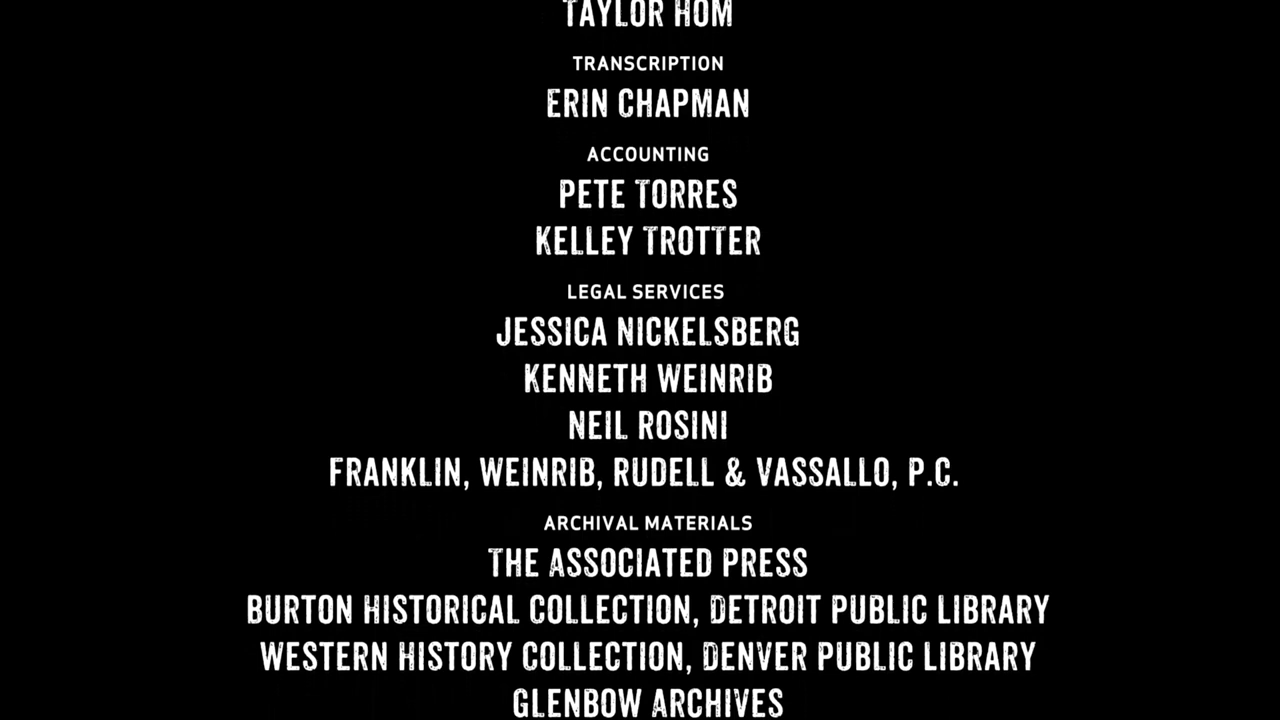 TAYLOR HOM
TRANSCRIPTION
ERIN CHAPMAN
ACCOUNTING
PETE TORRES
KELLEY TROTTER
LEGAL SERVICES
JESSICA NICKELSBERG
KENNETH WEINRIB
NEIL ROSINI
FRANKLIN, WEINRIB, RUDELL & VASSALLO, P.C.
ARCHIVAL MATERIALS
THE ASSOCIATED PRESS
BURTON HISTORICAL COLLECTION, DETROIT PUBLIC LIBRARY
WESTERN HISTORY COLLECTION, DENVER PUBLIC LIBRARY
GLENBOW ARCHIVES